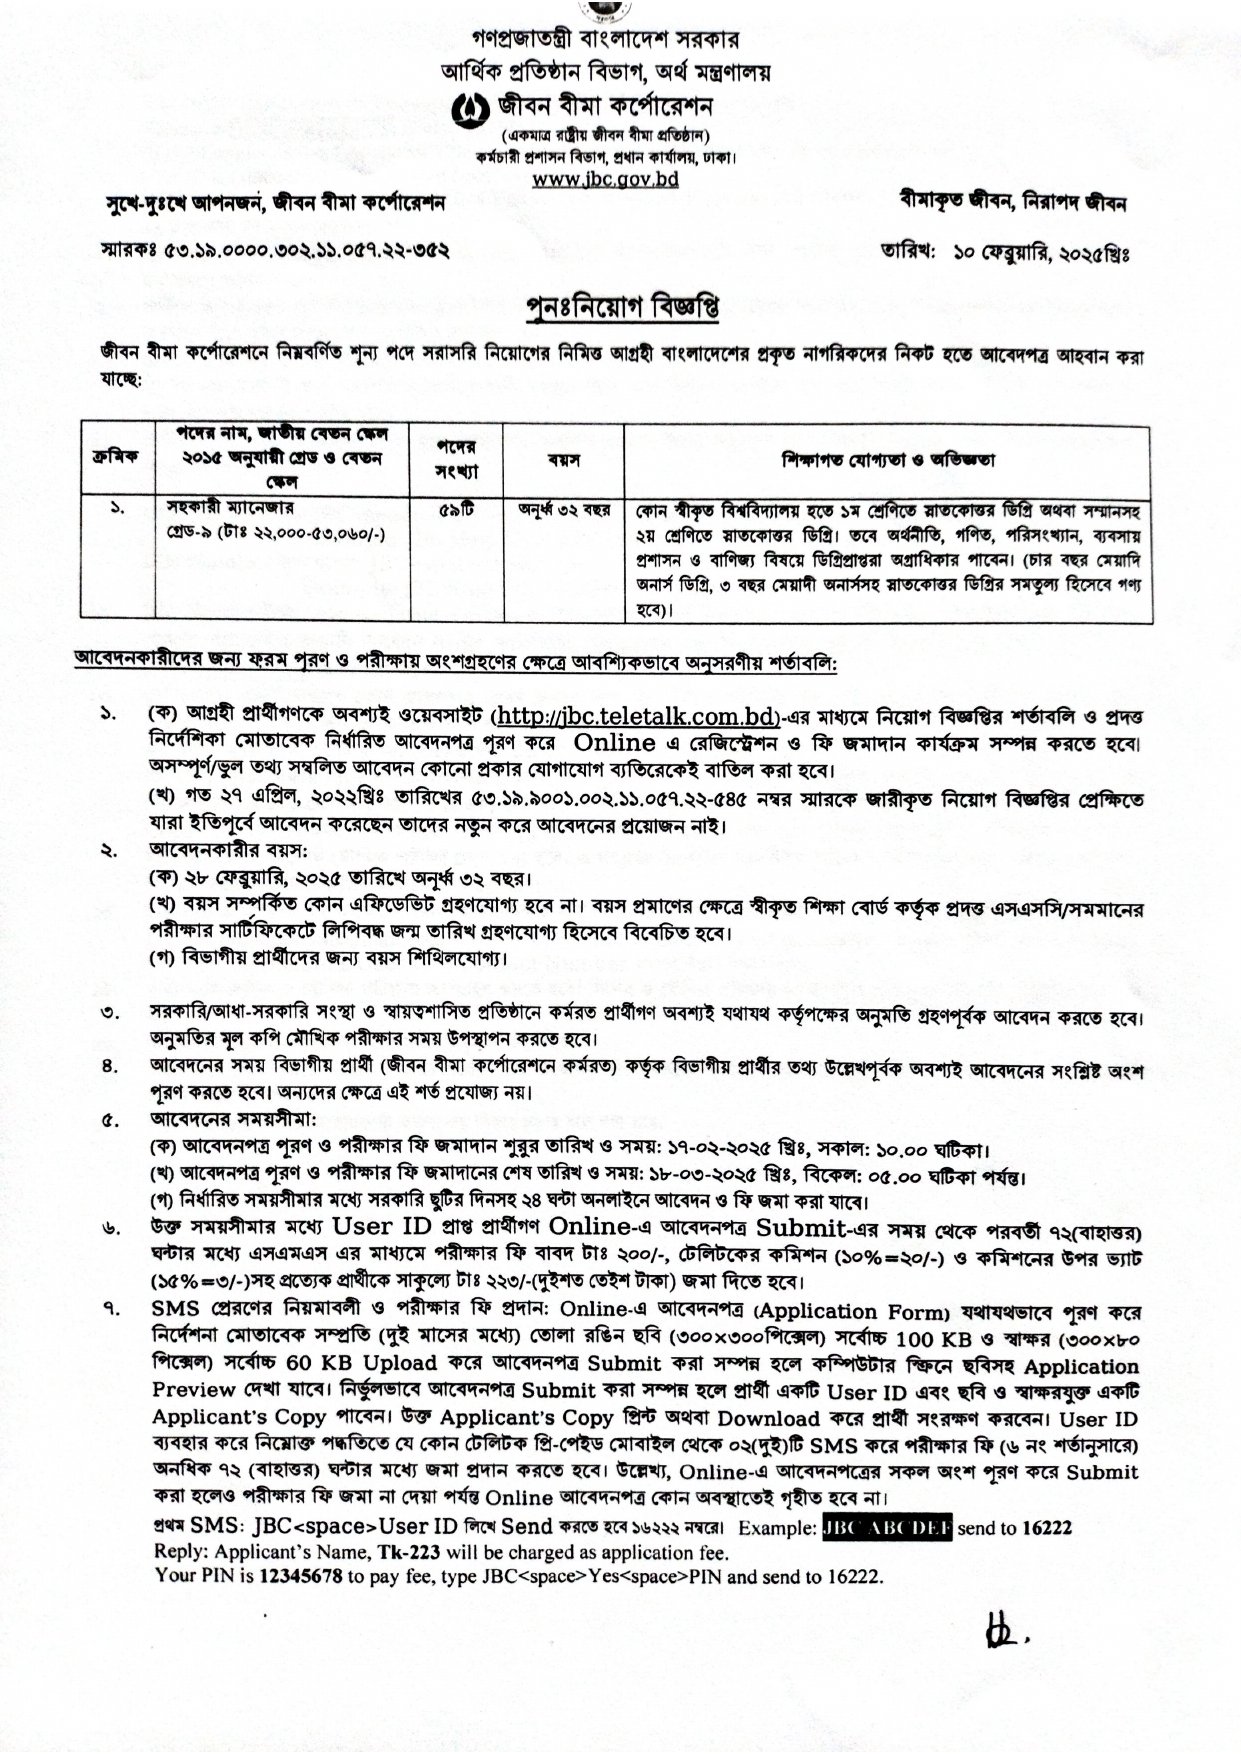 গণপ্রজাতন্ত্রী বাংলাদেশ সরকার
আর্থিক প্রতিষ্ঠান বিভাগ, অর্থ মন্ত্রণালয়
জীবন বীমা কর্পোরেশন
(একমাত্র রাষ্ট্রীয় জীবন বীমা প্রতিষ্ঠান)
কর্মচারী প্রশাসন বিভাগ, প্রধান কার্যালয়, ঢাকা।
www.jbc.gov.bd
সুখে-দুঃখে আপনজন, জীবন বীমা কর্পোরেশন
বীমাকৃত জীবন, নিরাপদ জীবন
স্মারকঃ ৫৩.১৯.০০০০.৩০২.১১.০৫৭.২২-৩৫২
তারিখ: ১০ ফেব্রুয়ারি, ২০২৫খ্রিঃ
পুনঃনিয়োগ বিজ্ঞপ্তি
জীবন বীমা কর্পোরেশনে নিম্নবর্ণিত শূন্য পদে সরাসরি নিয়োগের নিমিত্ত আগ্রহী বাংলাদেশের প্রকৃত নাগরিকদের নিকট হতে আবেদপত্র আহবান করা
যাচ্ছে:
ক্রমিক
পদের নাম, জাতীয় বেতন স্কেল
২০১৫ অনুযায়ী গ্রেড ও বেতন
স্কেল
পদের
সংখ্যা
বয়স
শিক্ষাগত যোগ্যতা ও অভিজ্ঞতা
১.
সহকারী ম্যানেজার
গ্রেড-৯ (টাঃ ২২,০০০-৫৩,০৬০/-)
৫৯টি
অনূর্ধ্ব ৩২ বছর
কোন স্বীকৃত বিশ্ববিদ্যালয় হতে ১ম শ্রেণিতে স্নাতকোত্তর ডিগ্রি অথবা সম্মানসহ
২য় শ্রেণিতে স্নাতকোত্তর ডিগ্রি। তবে অর্থনীতি, গণিত, পরিসংখ্যান, ব্যবসায়
প্রশাসন ও বাণিজ্য বিষয়ে ডিগ্রিপ্রাপ্তরা অগ্রাধিকার পাবেন। (চার বছর মেয়াদি
অনার্স ডিগ্রি, ৩ বছর মেয়াদী অনার্সসহ স্নাতকোত্তর ডিগ্রির সমতুল্য হিসেবে গণ্য
হবে)।
আবেদনকারীদের জন্য ফরম পূরণ ও পরীক্ষায় অংশগ্রহণের ক্ষেত্রে আবশ্যিকভাবে অনুসরণীয় শর্তাবলি:
১. (ক) আগ্রহী প্রার্থীগণকে অবশ্যই ওয়েবসাইট (http://jbc.teletalk.com.bd)-এর মাধ্যমে নিয়োগ বিজ্ঞপ্তির শর্তাবলি ও প্রদত্ত
নির্দেশিকা মোতাবেক নির্ধারিত আবেদনপত্র পূরণ করে Online এ রেজিস্ট্রেশন ও ফি জমাদান কার্যক্রম সম্পন্ন করতে হবে।
অসম্পূর্ণ/ভুল তথ্য সম্বলিত আবেদন কোনো প্রকার যোগাযোগ ব্যতিরেকেই বাতিল করা হবে।
(খ) গত ২৭ এপ্রিল, ২০২২খ্রিঃ তারিখের ৫৩.১৯.৯০০১.০০২.১১.০৫৭.২২-৫৪৫ নম্বর স্মারকে জারীকৃত নিয়োগ বিজ্ঞপ্তির প্রেক্ষিতে
যারা ইতিপূর্বে আবেদন করেছেন তাদের নতুন করে আবেদনের প্রয়োজন নাই।
২. আবেদনকারীর বয়স:
(ক) ২৮ ফেব্রুয়ারি, ২০২৫ তারিখে অনূর্ধ্ব ৩২ বছর।
(খ) বয়স সম্পর্কিত কোন এফিডেভিট গ্রহণযোগ্য হবে না। বয়স প্রমাণের ক্ষেত্রে স্বীকৃত শিক্ষা বোর্ড কর্তৃক প্রদত্ত এসএসসি/সমমানের
পরীক্ষার সার্টিফিকেটে লিপিবদ্ধ জন্ম তারিখ গ্রহণযোগ্য হিসেবে বিবেচিত হবে।
(গ) বিভাগীয় প্রার্থীদের জন্য বয়স শিথিলযোগ্য।
৩. সরকারি/আধা-সরকারি সংস্থা ও স্বায়ত্বশাসিত প্রতিষ্ঠানে কর্মরত প্রার্থীগণ অবশ্যই যথাযথ কর্তৃপক্ষের অনুমতি গ্রহণপূর্বক আবেদন করতে হবে।
অনুমতির মূল কপি মৌখিক পরীক্ষার সময় উপস্থাপন করতে হবে।
৪. আবেদনের সময় বিভাগীয় প্রার্থী (জীবন বীমা কর্পোরেশনে কর্মরত) কর্তৃক বিভাগীয় প্রার্থীর তথ্য উল্লেখপূর্বক অবশ্যই আবেদনের সংশ্লিষ্ট অংশ
পূরণ করতে হবে। অন্যদের ক্ষেত্রে এই শর্ত প্রযোজ্য নয়।
৫. আবেদনের সময়সীমা:
(ক) আবেদনপত্র পূরণ ও পরীক্ষার ফি জমাদান শুরুর তারিখ ও সময়: ১৭-০২-২০২৫ খ্রিঃ, সকাল: ১০.০০ ঘটিকা।
(খ) আবেদনপত্র পূরণ ও পরীক্ষার ফি জমাদানের শেষ তারিখ ও সময়: ১৮-০৩-২০২৫ খ্রিঃ, বিকেল: ০৫.০০ ঘটিকা পর্যন্ত।
(গ) নির্ধারিত সময়সীমার মধ্যে সরকারি ছুটির দিনসহ ২৪ ঘন্টা অনলাইনে আবেদন ও ফি জমা করা যাবে।
৬. উক্ত সময়সীমার মধ্যে User ID প্রাপ্ত প্রার্থীগণ Online-এ আবেদনপত্র Submit-এর সময় থেকে পরবর্তী ৭২(বাহাত্তর)
ঘন্টার মধ্যে এসএমএস এর মাধ্যমে পরীক্ষার ফি বাবদ টাঃ ২০০/-, টেলিটকের কমিশন (১০%=২০/-) ও কমিশনের উপর ভ্যাট
(১৫%=৩/-)সহ প্রত্যেক প্রার্থীকে সাকুল্যে টাঃ ২২৩/-(দুইশত তেইশ টাকা) জমা দিতে হবে।
৭. SMS প্রেরণের নিয়মাবলী ও পরীক্ষার ফি প্রদান: Online-এ আবেদনপত্র (Application Form) যথাযথভাবে পূরণ করে
নির্দেশনা মোতাবেক সম্প্রতি (দুই মাসের মধ্যে) তোলা রঙিন ছবি (৩০০×৩০০পিক্সেল) সর্বোচ্চ 100 KB ও স্বাক্ষর (৩০০×৮০
পিক্সেল) সর্বোচ্চ 60 KB Upload করে আবেদনপত্র Submit করা সম্পন্ন হলে কম্পিউটার স্ক্রিনে ছবিসহ Application
Preview দেখা যাবে। নির্ভুলভাবে আবেদনপত্র Submit করা সম্পন্ন হলে প্রার্থী একটি User ID এবং ছবি ও স্বাক্ষরযুক্ত একটি
Applicant's Copy পাবেন। উক্ত Applicant's Copy প্রিন্ট অথবা Download করে প্রার্থী সংরক্ষণ করবেন। User ID
ব্যবহার করে নিম্নোক্ত পদ্ধতিতে যে কোন টেলিটক প্রি-পেইড মোবাইল থেকে ০২(দুই)টি SMS করে পরীক্ষার ফি (৬ নং শর্তানুসারে)
অনধিক ৭২ (বাহাত্তর) ঘন্টার মধ্যে জমা প্রদান করতে হবে। উল্লেখ্য, Online-এ আবেদনপত্রের সকল অংশ পূরণ করে Submit
করা হলেও পরীক্ষার ফি জমা না দেয়া পর্যন্ত Online আবেদনপত্র কোন অবস্থাতেই গৃহীত হবে না।
প্রথম SMS: JBC<space>User ID লিখে Send করতে হবে ১৬২২২ নম্বরে। Example: JBC ABCDEF send to 16222
Reply: Applicant's Name, Tk-223 will be charged as application fee.
Your PIN is 12345678 to pay fee, type JBC<space>Yes<space>PIN and send to 16222.